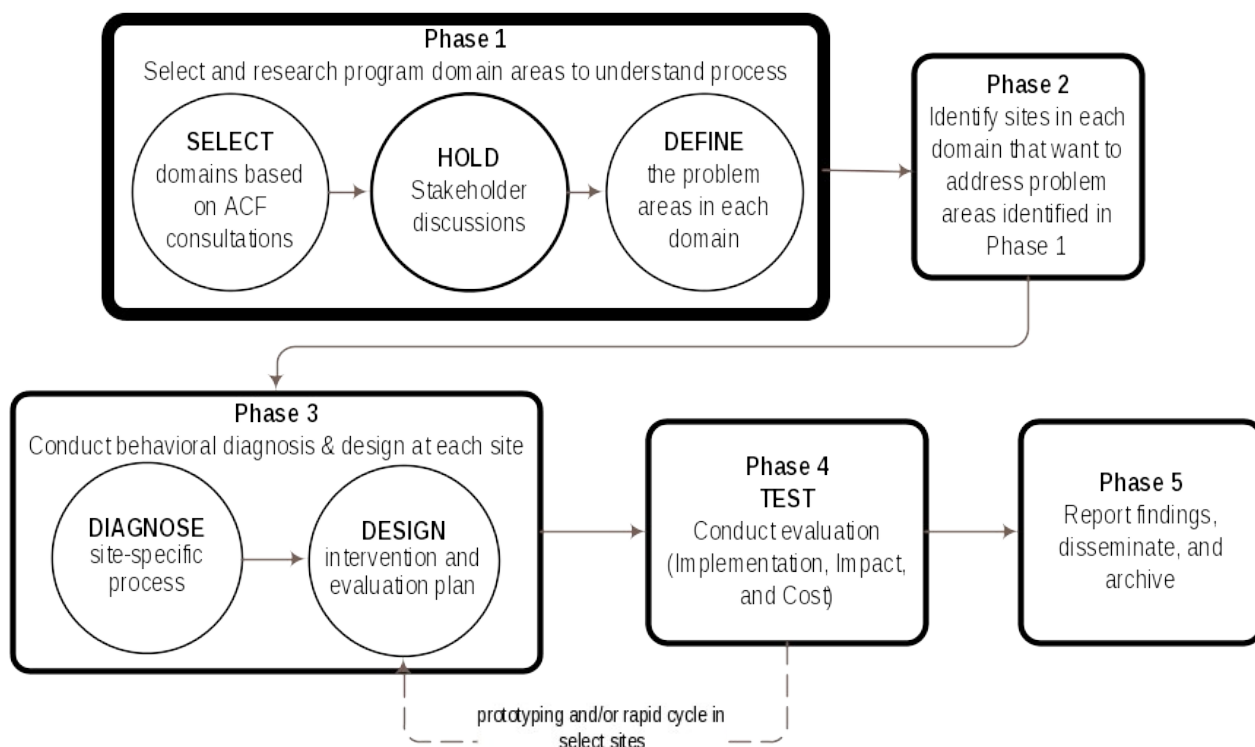 Phase 1
Select and research program domain areas to understand process
SELECT
domains based
on ACF
consultations
HOLD
Stakeholder
discussions
DEFINE
the problem
areas in each
domain
Phase 2
Identify sites in each
domain that want to
address problem
areas identified in
Phase 1
Phase 3
Conduct behavioral diagnosis & design at each site
DIAGNOSE
site-specific
process
DESIGN
intervention and
evaluation plan
Phase 4
TEST
Conduct evaluation
(Implementation, Impact,
and Cost)
Phase 5
Report findings,
disseminate, and
archive
prototyping and/or rapid cycle in
select sites